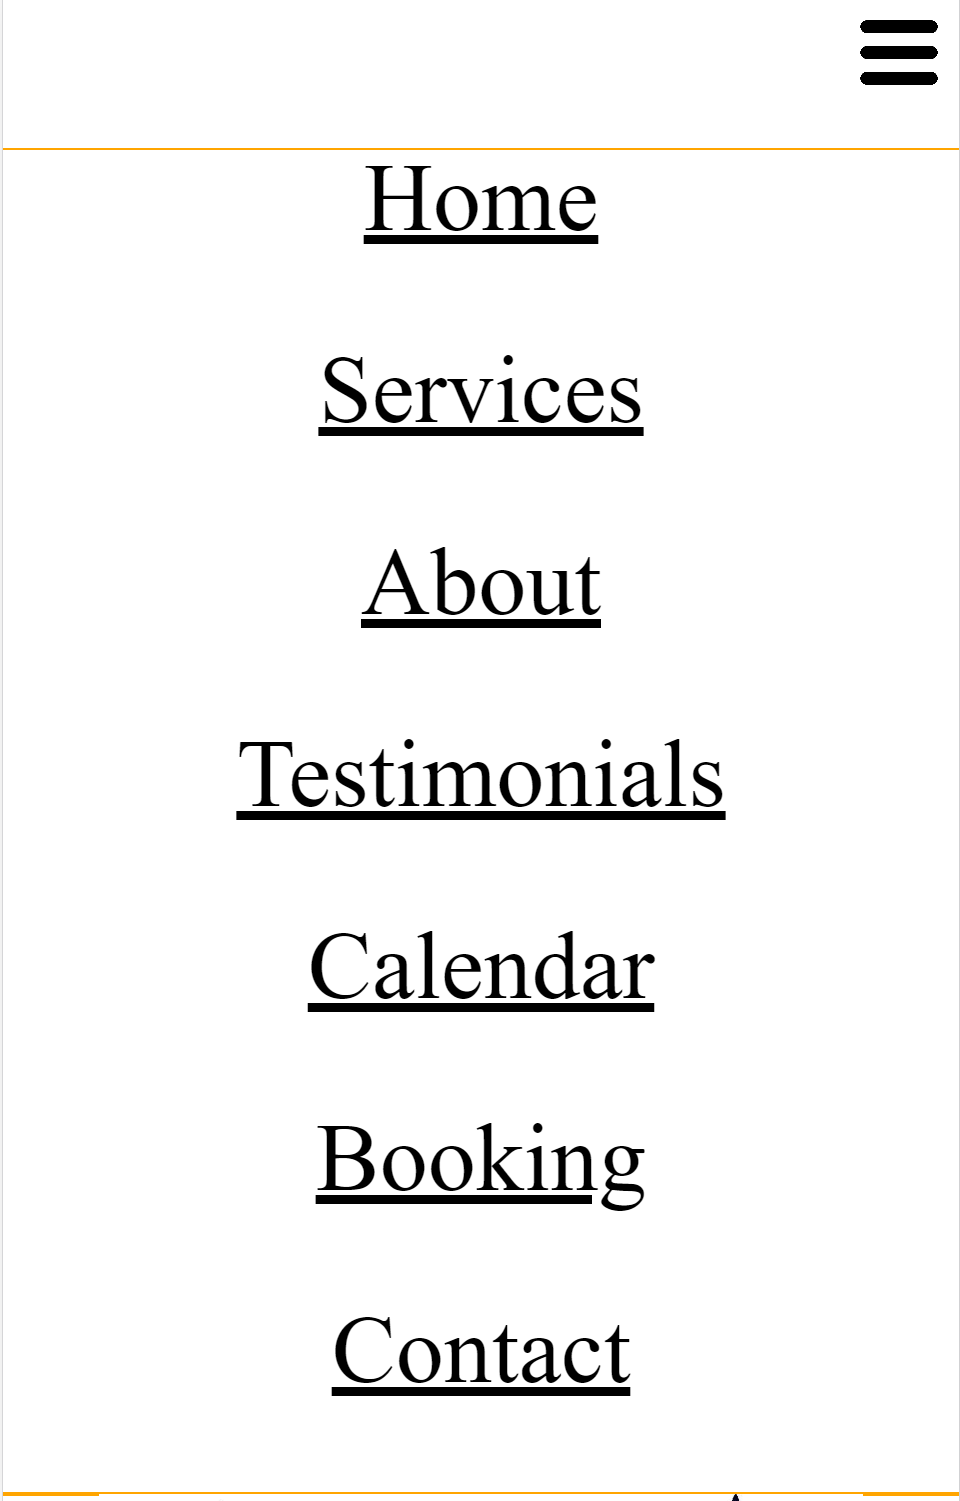 Home
Services
About
Testimonials
Calendar
Booking
Contact